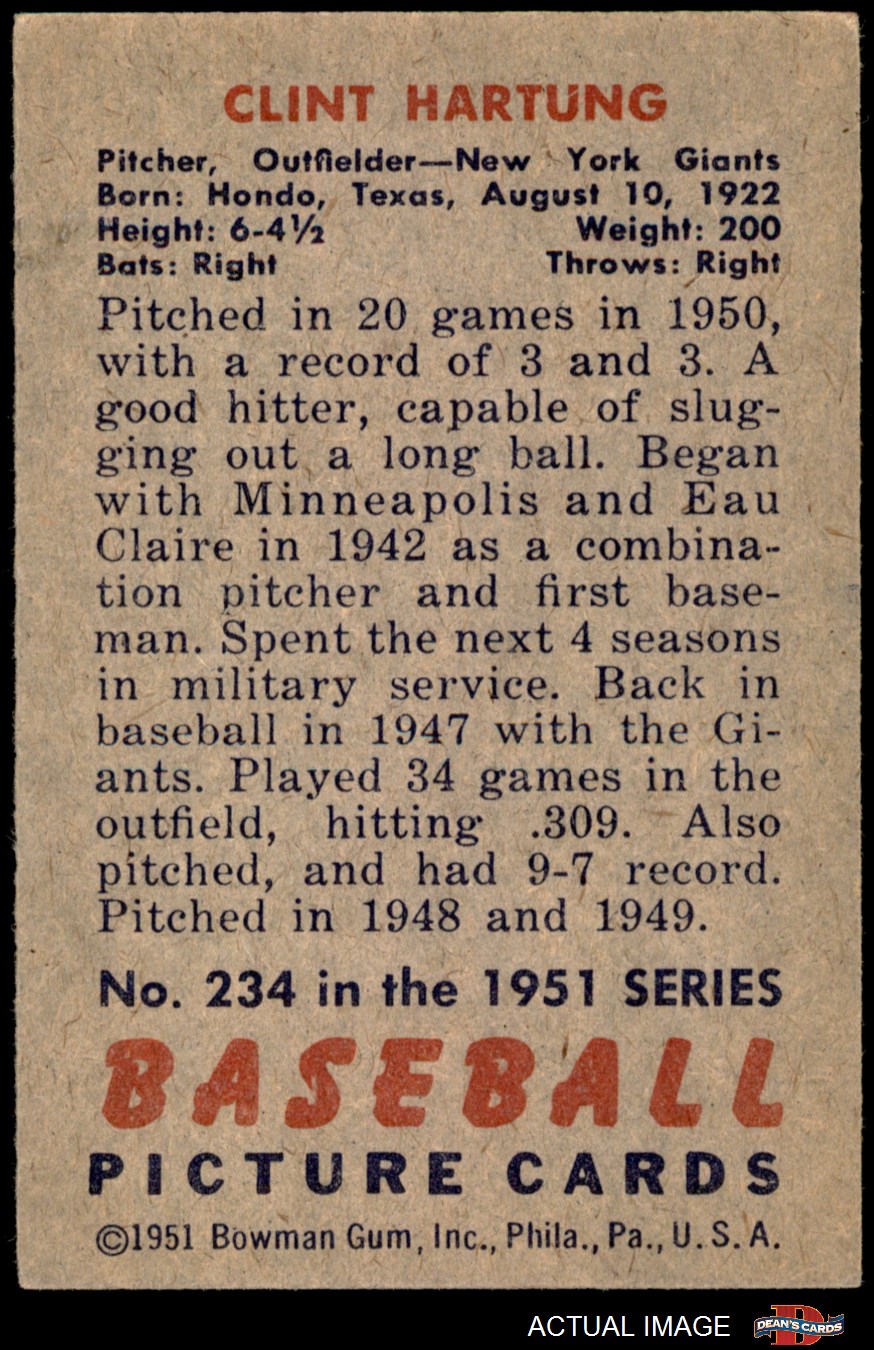 CLINT HARTUNG
Pitcher, Outfielder—New York Giants
Born: Hondo, Texas, August 10, 1922
Height: 6-4½ Weight: 200
Bats: Right Throws: Right
Pitched in 20 games in 1950,
with a record of 3 and 3. A
good hitter, capable of slug-
ging out a long ball. Began
with Minneapolis and Eau
Claire in 1942 as a combina-
tion pitcher and first base-
man. Spent the next 4 seasons
in military service. Back in
baseball in 1947 with the Gi-
ants. Played 34 games in the
outfield, hitting .309. Also
pitched, and had 9-7 record.
Pitched in 1948 and 1949.
No. 234 in the 1951 SERIES
BASEBALL
PICTURE CARDS
©1951 Bowman Gum, Inc., Phila., Pa., U.S.A.
ACTUAL IMAGE
D
DEAN'S CARDS